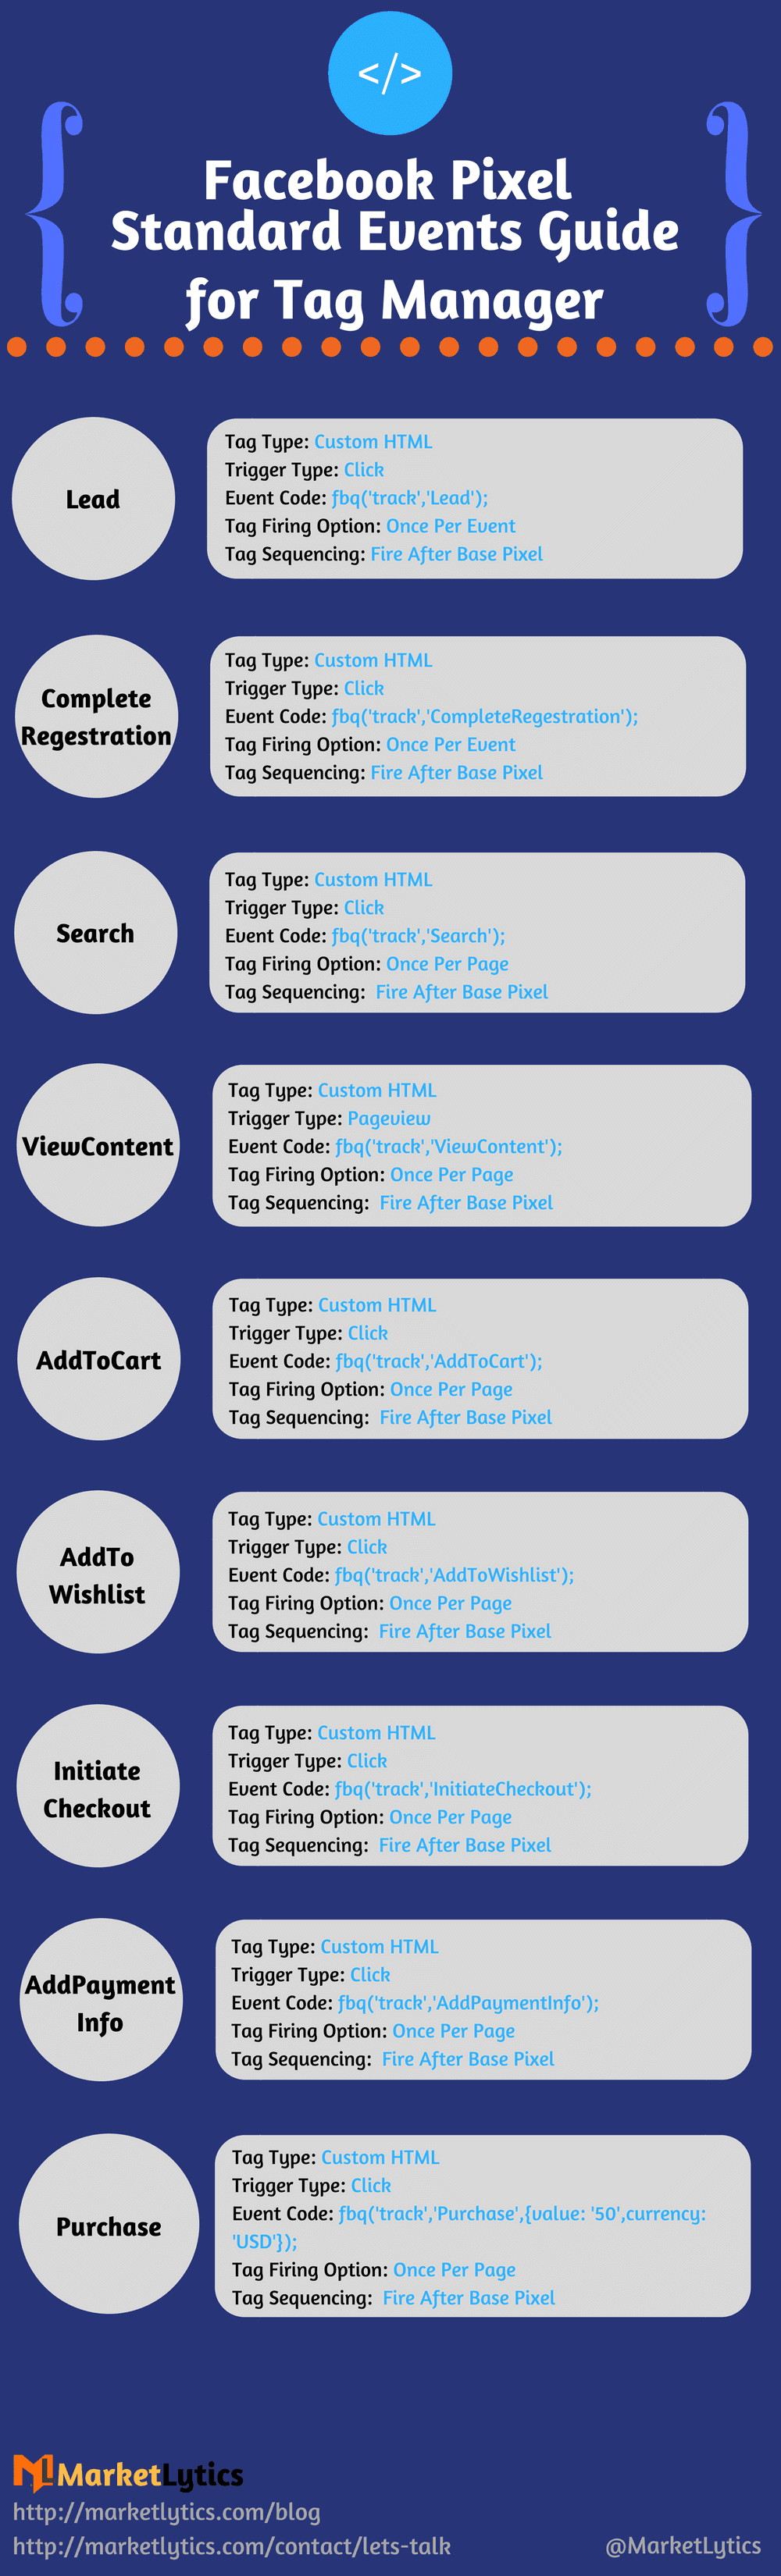 </>
{ }
Facebook Pixel
Standard Events Guide
for Tag Manager
Lead
Tag Type: Custom HTML
Trigger Type: Click
Event Code: fbq('track','Lead');
Tag Firing Option: Once Per Event
Tag Sequencing: Fire After Base Pixel
Complete
Regestration
Tag Type: Custom HTML
Trigger Type: Click
Event Code: fbq('track','CompleteRegestration');
Tag Firing Option: Once Per Event
Tag Sequencing: Fire After Base Pixel
Search
Tag Type: Custom HTML
Trigger Type: Click
Event Code: fbq('track','Search');
Tag Firing Option: Once Per Page
Tag Sequencing: Fire After Base Pixel
ViewContent
Tag Type: Custom HTML
Trigger Type: Pageview
Event Code: fbq('track','ViewContent');
Tag Firing Option: Once Per Page
Tag Sequencing: Fire After Base Pixel
AddToCart
Tag Type: Custom HTML
Trigger Type: Click
Event Code: fbq('track','AddToCart');
Tag Firing Option: Once Per Page
Tag Sequencing: Fire After Base Pixel
AddTo
Wishlist
Tag Type: Custom HTML
Trigger Type: Click
Event Code: fbq('track','AddToWishlist');
Tag Firing Option: Once Per Page
Tag Sequencing: Fire After Base Pixel
Initiate
Checkout
Tag Type: Custom HTML
Trigger Type: Click
Event Code: fbq('track','InitiateCheckout');
Tag Firing Option: Once Per Page
Tag Sequencing: Fire After Base Pixel
AddPayment
Info
Tag Type: Custom HTML
Trigger Type: Click
Event Code: fbq('track','AddPaymentInfo');
Tag Firing Option: Once Per Page
Tag Sequencing: Fire After Base Pixel
Purchase
Tag Type: Custom HTML
Trigger Type: Click
Event Code: fbq('track','Purchase',{value: '50',currency:
'USD'});
Tag Firing Option: Once Per Page
Tag Sequencing: Fire After Base Pixel
MarketLytics
http://marketlytics.com/blog
http://marketlytics.com/contact/lets-talk
@MarketLytics